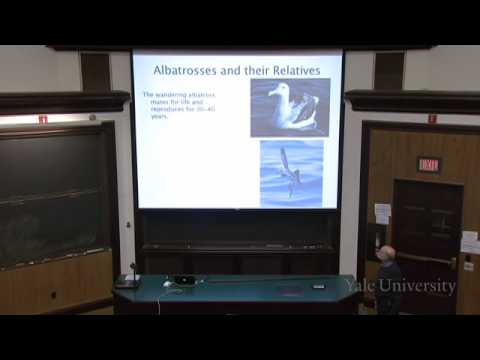 Albatrosses and their Relatives
The wandering albatross
mates for life and
reproduces for 30-40
years.
EXIT
Yale University